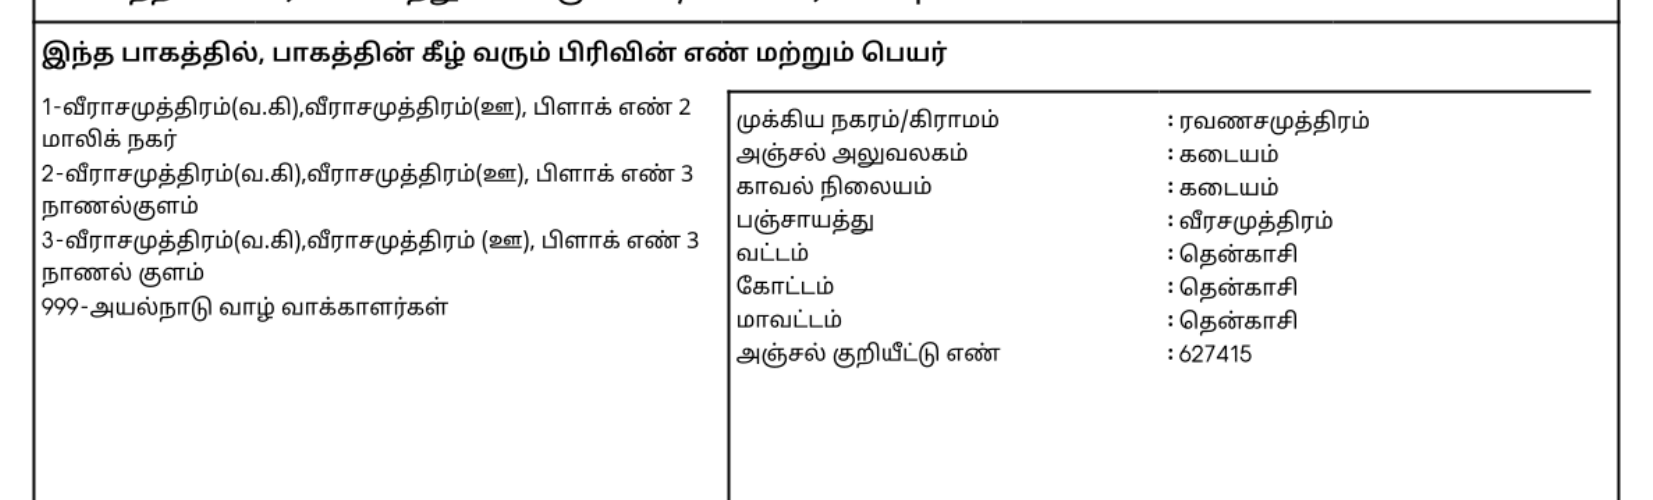 இந்த பாகத்தில், பாகத்தின் கீழ் வரும் பிரிவின் எண் மற்றும் பெயர்
1-வீராசமுத்திரம்(வ.கி),வீராசமுத்திரம்(ஊ), பிளாக் எண் 2
மாலிக் நகர்
2-வீராசமுத்திரம்(வ.கி),வீராசமுத்திரம்(ஊ), பிளாக் எண் 3
நாணல்குளம்
3-வீராசமுத்திரம்(வ.கி),வீராசமுத்திரம் (ஊ), பிளாக் எண் 3
நாணல் குளம்
999-அயல்நாடு வாழ் வாக்காளர்கள்
முக்கிய நகரம்/கிராமம் : ரவணசமுத்திரம்
அஞ்சல் அலுவலகம் : கடையம்
காவல் நிலையம் : கடையம்
பஞ்சாயத்து : வீரசமுத்திரம்
வட்டம் : தென்காசி
கோட்டம் : தென்காசி
மாவட்டம் : தென்காசி
அஞ்சல் குறியீட்டு எண் : 627415